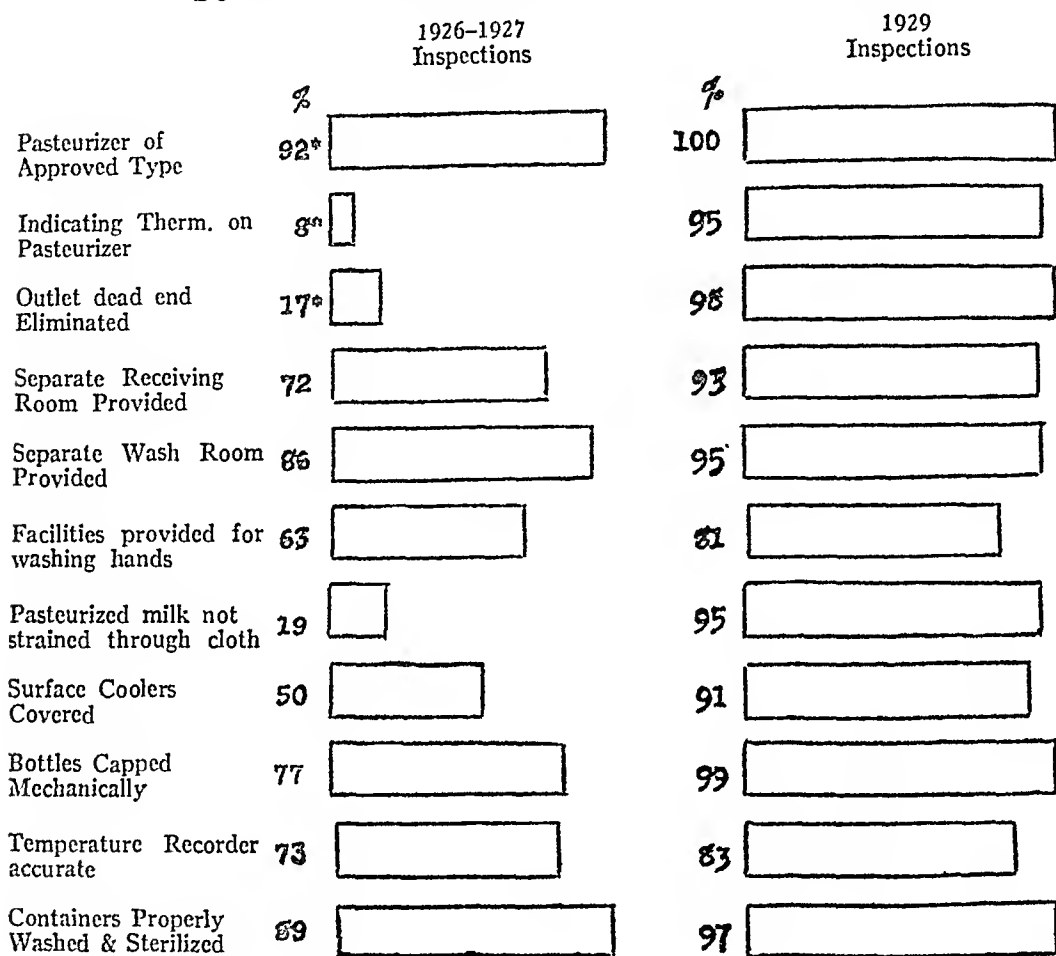 1926–1927
Inspections
1929
Inspections
%
%
Pasteurizer of
Approved Type
92*
100
Indicating Therm. on
Pasteurizer
8*
95
Outlet dead end
Eliminated
17*
98
Separate Receiving
Room Provided
72
93
Separate Wash Room
Provided
86
95
Facilities provided for
washing hands
63
81
Pasteurized milk not
strained through cloth
19
95
Surface Coolers
Covered
50
91
Bottles Capped
Mechanically
77
99
Temperature Recorder
accurate
73
83
Containers Properly
Washed & Sterilized
89
97